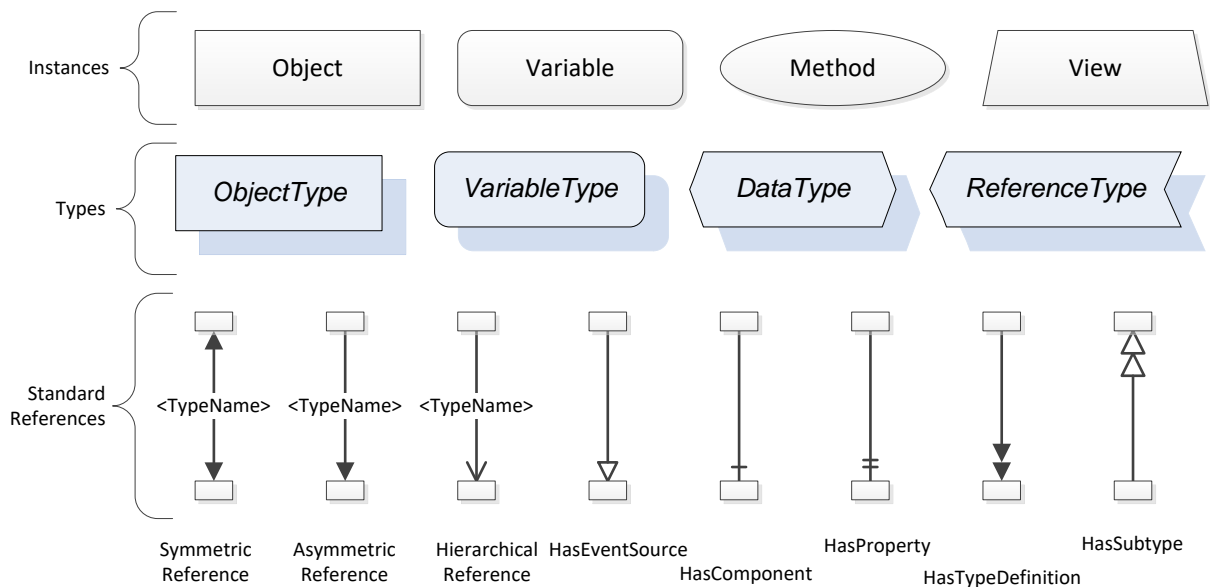 Instances
Object
Variable
Method
View
Types
ObjectType
VariableType
DataType
ReferenceType
Standard
References
<TypeName>
<TypeName>
<TypeName>
Symmetric
Reference
Asymmetric
Reference
Hierarchical
Reference
HasEventSource
HasComponent
HasProperty
HasTypeDefinition
HasSubtype